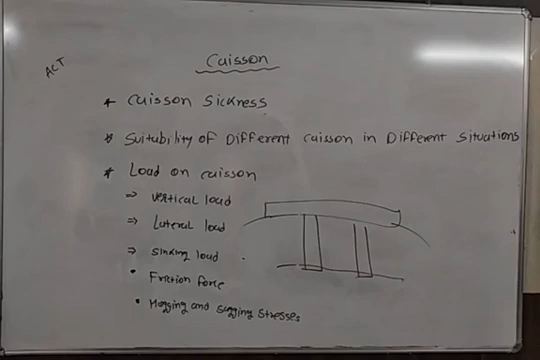 ACT
Caisson
* Caisson Sickness
* Suitability of Different Caisson in Different Situations
* Load on caisson
⇒ vertical load
⇒ Lateral load
⇒ Sinking load
• Friction force
• Hogging and Sagging Stresses